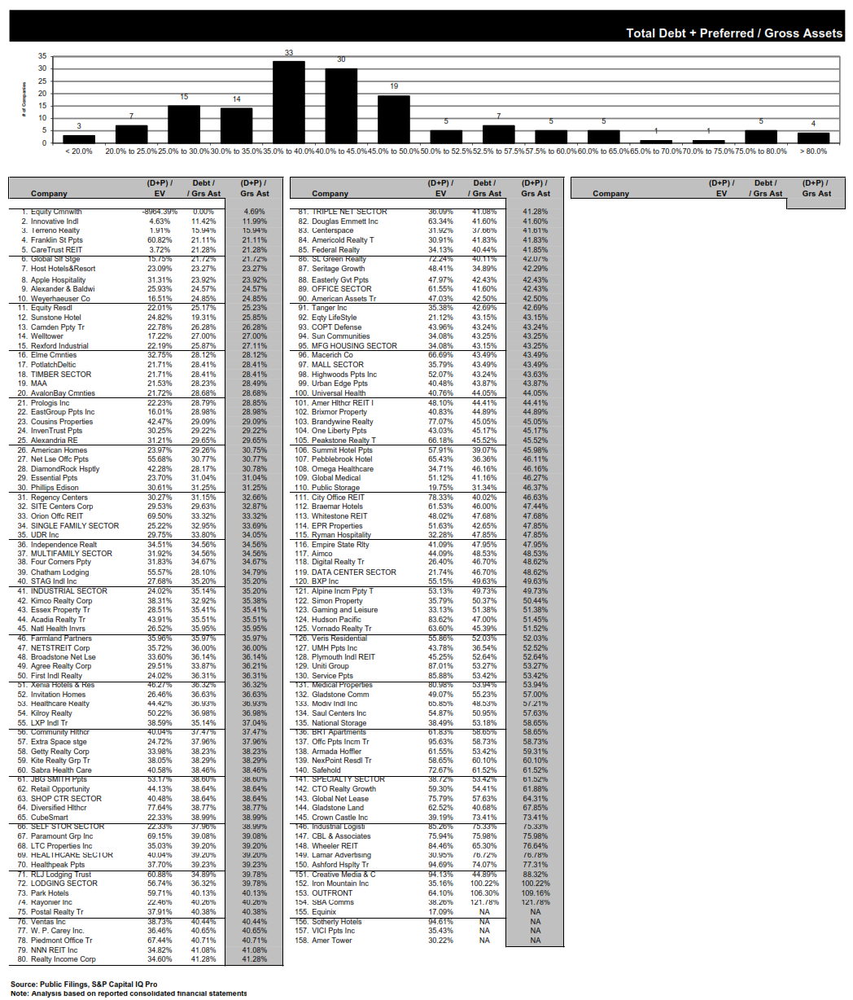 Total Debt + Preferred / Gross Assets
35
30
25
20
15
10
5
0
# of Companies
3
7
15
14
33
30
19
5
7
5
5
1
1
5
4
< 20.0% 20.0% to 25.0% 25.0% to 30.0% 30.0% to 35.0% 35.0% to 40.0% 40.0% to 45.0% 45.0% to 50.0% 50.0% to 52.5% 52.5% to 57.5% 57.5% to 60.0% 60.0% to 65.0% 65.0% to 70.0% 70.0% to 75.0% 75.0% to 80.0% > 80.0%
(D+P) / Debt / (D+P) /
Company EV / Grs Ast Grs Ast
1. Equity Cmnwlth -8964.39% 0.00% 4.69%
2. Innovative Indl 4.63% 11.42% 11.99%
3. Terreno Realty 1.91% 15.94% 15.94%
4. Franklin St Ppts 60.82% 21.11% 21.11%
5. CareTrust REIT 3.72% 21.28% 21.28%
6. Global Slf Stge 15.75% 21.72% 21.72%
7. Host Hotels&Resort 23.09% 23.27% 23.27%
8. Apple Hospitality 31.31% 23.92% 23.92%
9. Alexander & Baldwi 25.93% 24.57% 24.57%
10. Weyerhaeuser Co 16.51% 24.85% 24.85%
11. Equity Resdl 22.01% 25.17% 25.23%
12. Sunstone Hotel 24.82% 19.31% 25.85%
13. Camden Ppty Tr 22.78% 26.28% 26.28%
14. Welltower 17.22% 27.00% 27.00%
15. Rexford Industrial 22.19% 25.87% 27.11%
16. Elme Cmnties 32.75% 28.12% 28.12%
17. PotlatchDeltic 21.71% 28.41% 28.41%
18. TIMBER SECTOR 21.71% 28.41% 28.41%
19. MAA 21.53% 28.23% 28.49%
20. AvalonBay Cmnties 21.72% 28.68% 28.68%
21. Prologis Inc 22.23% 28.79% 28.85%
22. EastGroup Ppts Inc 16.01% 28.98% 28.98%
23. Cousins Properties 42.47% 29.09% 29.09%
24. InvenTrust Ppts 30.25% 29.22% 29.22%
25. Alexandria RE 31.21% 29.65% 29.65%
26. American Homes 23.97% 29.26% 30.75%
27. Net Lse Offc Ppts 55.68% 30.77% 30.77%
28. DiamondRock Hsptly 42.28% 28.17% 30.78%
29. Essential Ppts 23.70% 31.04% 31.04%
30. Phillips Edison 30.61% 31.25% 31.25%
31. Regency Centers 30.27% 31.15% 32.66%
32. SITE Centers Corp 29.53% 29.63% 32.87%
33. Orion Offc REIT 69.50% 33.32% 33.32%
34. SINGLE FAMILY SECTOR 25.22% 32.95% 33.69%
35. UDR Inc 29.75% 33.80% 34.05%
36. Independence Realt 34.51% 34.56% 34.56%
37. MULTIFAMILY SECTOR 31.92% 34.56% 34.56%
38. Four Corners Ppty 31.83% 34.67% 34.67%
39. Chatham Lodging 55.57% 28.10% 34.79%
40. STAG Indl Inc 27.68% 35.20% 35.20%
41. INDUSTRIAL SECTOR 24.02% 35.14% 35.20%
42. Kimco Realty Corp 38.31% 32.92% 35.38%
43. Essex Property Tr 28.51% 35.41% 35.41%
44. Acadia Realty Tr 43.91% 35.51% 35.51%
45. Natl Health Invrs 26.52% 35.95% 35.95%
46. Farmland Partners 35.96% 35.97% 35.97%
47. NETSTREIT Corp 35.72% 36.00% 36.00%
48. Broadstone Net Lse 33.60% 36.14% 36.14%
49. Agree Realty Corp 29.51% 33.87% 36.21%
50. First Indl Realty 24.02% 36.31% 36.31%
51. Xenia Hotels & Res 46.27% 36.32% 36.32%
52. Invitation Homes 26.46% 36.63% 36.63%
53. Healthcare Realty 44.42% 36.93% 36.93%
54. Kilroy Realty 50.22% 36.98% 36.98%
55. LXP Indl Tr 38.59% 35.14% 37.04%
56. Community Hlthcr 40.04% 37.47% 37.47%
57. Extra Space stge 24.72% 37.96% 37.96%
58. Getty Realty Corp 33.98% 38.23% 38.23%
59. Kite Realty Grp Tr 38.05% 38.29% 38.29%
60. Sabra Health Care 40.58% 38.46% 38.46%
61. JBG SMITH Ppts 53.17% 38.60% 38.60%
62. Retail Opportunity 44.13% 38.64% 38.64%
63. SHOP CTR SECTOR 40.48% 38.64% 38.64%
64. Diversified Hlthcr 77.64% 38.77% 38.77%
65. CubeSmart 22.33% 38.99% 38.99%
66. SELF STOR SECTOR 22.33% 37.96% 38.99%
67. Paramount Grp Inc 69.15% 39.08% 39.08%
68. LTC Properties Inc 35.03% 39.20% 39.20%
69. HEALTHCARE SECTOR 40.04% 39.20% 39.20%
70. Healthpeak Ppts 37.70% 39.23% 39.23%
71. RLJ Lodging Trust 60.88% 34.89% 39.78%
72. LODGING SECTOR 56.74% 36.32% 39.78%
73. Park Hotels 59.71% 40.13% 40.13%
74. Rayonier Inc 22.46% 40.26% 40.26%
75. Postal Realty Tr 37.91% 40.38% 40.38%
76. Ventas Inc 38.73% 40.44% 40.44%
77. W. P. Carey Inc. 36.46% 40.65% 40.65%
78. Piedmont Office Tr 67.44% 40.71% 40.71%
79. NNN REIT Inc 34.82% 41.08% 41.08%
80. Realty Income Corp 34.60% 41.28% 41.28%
(D+P) / Debt / (D+P) /
Company EV / Grs Ast Grs Ast
81. TRIPLE NET SECTOR 36.09% 41.08% 41.28%
82. Douglas Emmett Inc 63.34% 41.60% 41.60%
83. Centerspace 31.92% 37.66% 41.61%
84. Americold Realty T 30.91% 41.83% 41.83%
85. Federal Realty 34.13% 40.44% 41.85%
86. SL Green Realty 72.24% 40.11% 42.07%
87. Seritage Growth 48.41% 34.89% 42.29%
88. Easterly Gvt Ppts 47.97% 42.43% 42.43%
89. OFFICE SECTOR 61.55% 41.60% 42.43%
90. American Assets Tr 47.03% 42.50% 42.50%
91. Tanger Inc 35.38% 42.69% 42.69%
92. Eqty LifeStyle 21.12% 43.15% 43.15%
93. COPT Defense 43.96% 43.24% 43.24%
94. Sun Communities 34.08% 43.25% 43.25%
95. MFG HOUSING SECTOR 34.08% 43.15% 43.25%
96. Macerich Co 66.69% 43.49% 43.49%
97. MALL SECTOR 35.79% 43.49% 43.49%
98. Highwoods Ppts Inc 52.07% 43.24% 43.63%
99. Urban Edge Ppts 40.48% 43.87% 43.87%
100. Universal Health 40.76% 44.05% 44.05%
101. Amer Hlthcr REIT I 48.10% 44.41% 44.41%
102. Brixmor Property 40.83% 44.89% 44.89%
103. Brandywine Realty 77.07% 45.05% 45.05%
104. One Liberty Ppts 43.03% 45.17% 45.17%
105. Peakstone Realty T 66.18% 45.52% 45.52%
106. Summit Hotel Ppts 57.91% 39.07% 45.98%
107. Pebblebrook Hotel 65.43% 36.36% 46.11%
108. Omega Healthcare 34.71% 46.16% 46.16%
109. Global Medical 51.12% 41.16% 46.27%
110. Public Storage 19.75% 31.34% 46.37%
111. City Office REIT 78.33% 40.02% 46.63%
112. Braemar Hotels 61.53% 46.00% 47.44%
113. Whitestone REIT 48.02% 47.68% 47.68%
114. EPR Properties 51.63% 42.65% 47.85%
115. Ryman Hospitality 32.28% 47.85% 47.85%
116. Empire State Rlty 41.09% 47.95% 47.95%
117. Aimco 44.09% 48.53% 48.53%
118. Digital Realty Tr 26.40% 46.70% 48.62%
119. DATA CENTER SECTOR 21.74% 46.70% 48.62%
120. BXP Inc 55.15% 49.63% 49.63%
121. Alpine Incm Ppty T 53.13% 49.73% 49.73%
122. Simon Property 35.79% 50.37% 50.44%
123. Gaming and Leisure 33.13% 51.38% 51.38%
124. Hudson Pacific 83.62% 47.00% 51.45%
125. Vornado Realty Tr 63.60% 45.39% 51.52%
126. Veris Residential 55.86% 52.03% 52.03%
127. UMH Ppts Inc 43.78% 36.54% 52.52%
128. Plymouth Indl REIT 45.25% 52.64% 52.64%
129. Uniti Group 87.01% 53.27% 53.27%
130. Service Ppts 85.88% 53.42% 53.42%
131. Medical Properties 80.98% 53.94% 53.94%
132. Gladstone Comm 49.07% 55.23% 57.00%
133. Modiv Indl Inc 65.85% 48.53% 57.21%
134. Saul Centers Inc 54.87% 50.95% 57.63%
135. National Storage 38.49% 53.18% 58.65%
136. BRT Apartments 61.83% 58.65% 58.65%
137. Offc Ppts Incm Tr 95.63% 58.73% 58.73%
138. Armada Hoffler 61.55% 53.42% 59.31%
139. NexPoint Resdl Tr 58.65% 60.10% 60.10%
140. Safehold 72.67% 61.52% 61.52%
141. SPECIALTY SECTOR 38.72% 53.42% 61.52%
142. CTO Realty Growth 59.30% 54.41% 61.88%
143. Global Net Lease 75.79% 57.63% 64.31%
144. Gladstone Land 62.52% 40.68% 67.85%
145. Crown Castle Inc 39.19% 73.41% 73.41%
146. Industrial Logisti 85.26% 75.33% 75.33%
147. CBL & Associates 75.94% 75.98% 75.98%
148. Wheeler REIT 84.46% 65.30% 76.64%
149. Lamar Advertising 30.95% 76.72% 76.78%
150. Ashford Hsplty Tr 94.69% 74.07% 77.31%
151. Creative Media & C 94.13% 44.89% 88.32%
152. Iron Mountain Inc 35.16% 100.22% 100.22%
153. OUTFRONT 64.10% 106.30% 109.16%
154. SBA Comms 38.26% 121.78% 121.78%
155. Equinix 17.09% NA NA
156. Sotherly Hotels 94.61% NA NA
157. VICI Ppts Inc 35.43% NA NA
158. Amer Tower 30.22% NA NA
(D+P) / Debt / (D+P) /
Company EV / Grs Ast Grs Ast
Source: Public Filings, S&P Capital IQ Pro
Note: Analysis based on reported consolidated financial statements